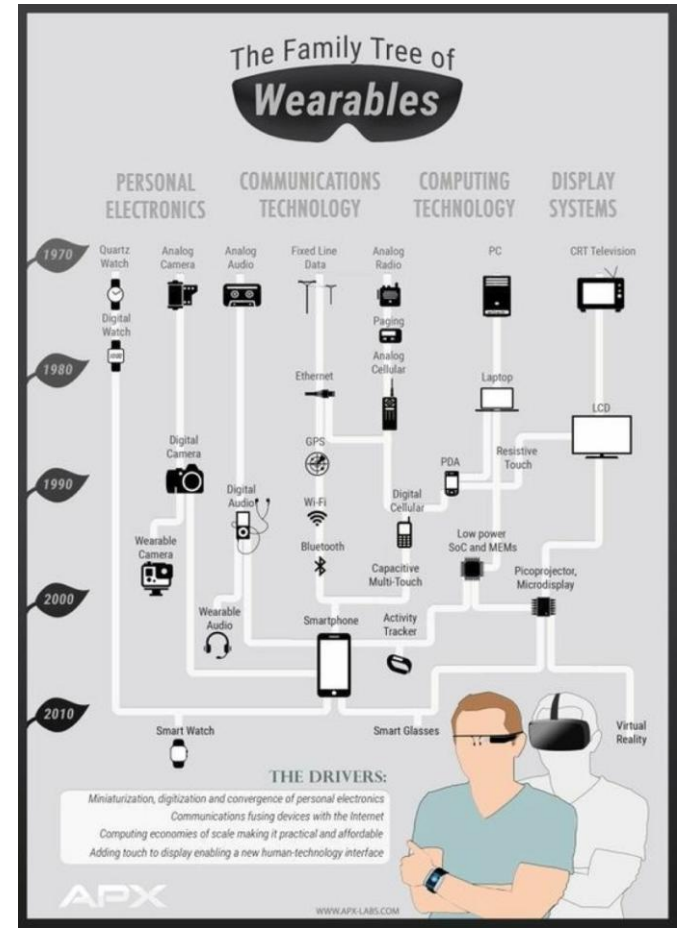 The Family Tree of
Wearables
PERSONAL
ELECTRONICS
COMMUNICATIONS
TECHNOLOGY
COMPUTING
TECHNOLOGY
DISPLAY
SYSTEMS
1970
Quartz
Watch
Analog
Camera
Analog
Audio
Fixed Line
Data
Analog
Radio
PC
CRT Television
Digital
Watch
Paging
Analog
Cellular
1980
Ethernet
Laptop
LCD
Digital
Camera
GPS
Resistive
Touch
PDA
1990
Digital
Audio
Wi-Fi
Digital
Cellular
Wearable
Camera
Bluetooth
Low power
SoC and MEMs
Capacitive
Multi-Touch
Picoprojector,
Microdisplay
2000
Wearable
Audio
Smartphone
Activity
Tracker
2010
Smart Watch
Smart Glasses
Virtual
Reality
THE DRIVERS:
Miniaturization, digitization and convergence of personal electronics
Communications fusing devices with the Internet
Computing economies of scale making it practical and affordable
Adding touch to display enabling a new human-technology interface
APX
WWW.APX-LABS.COM